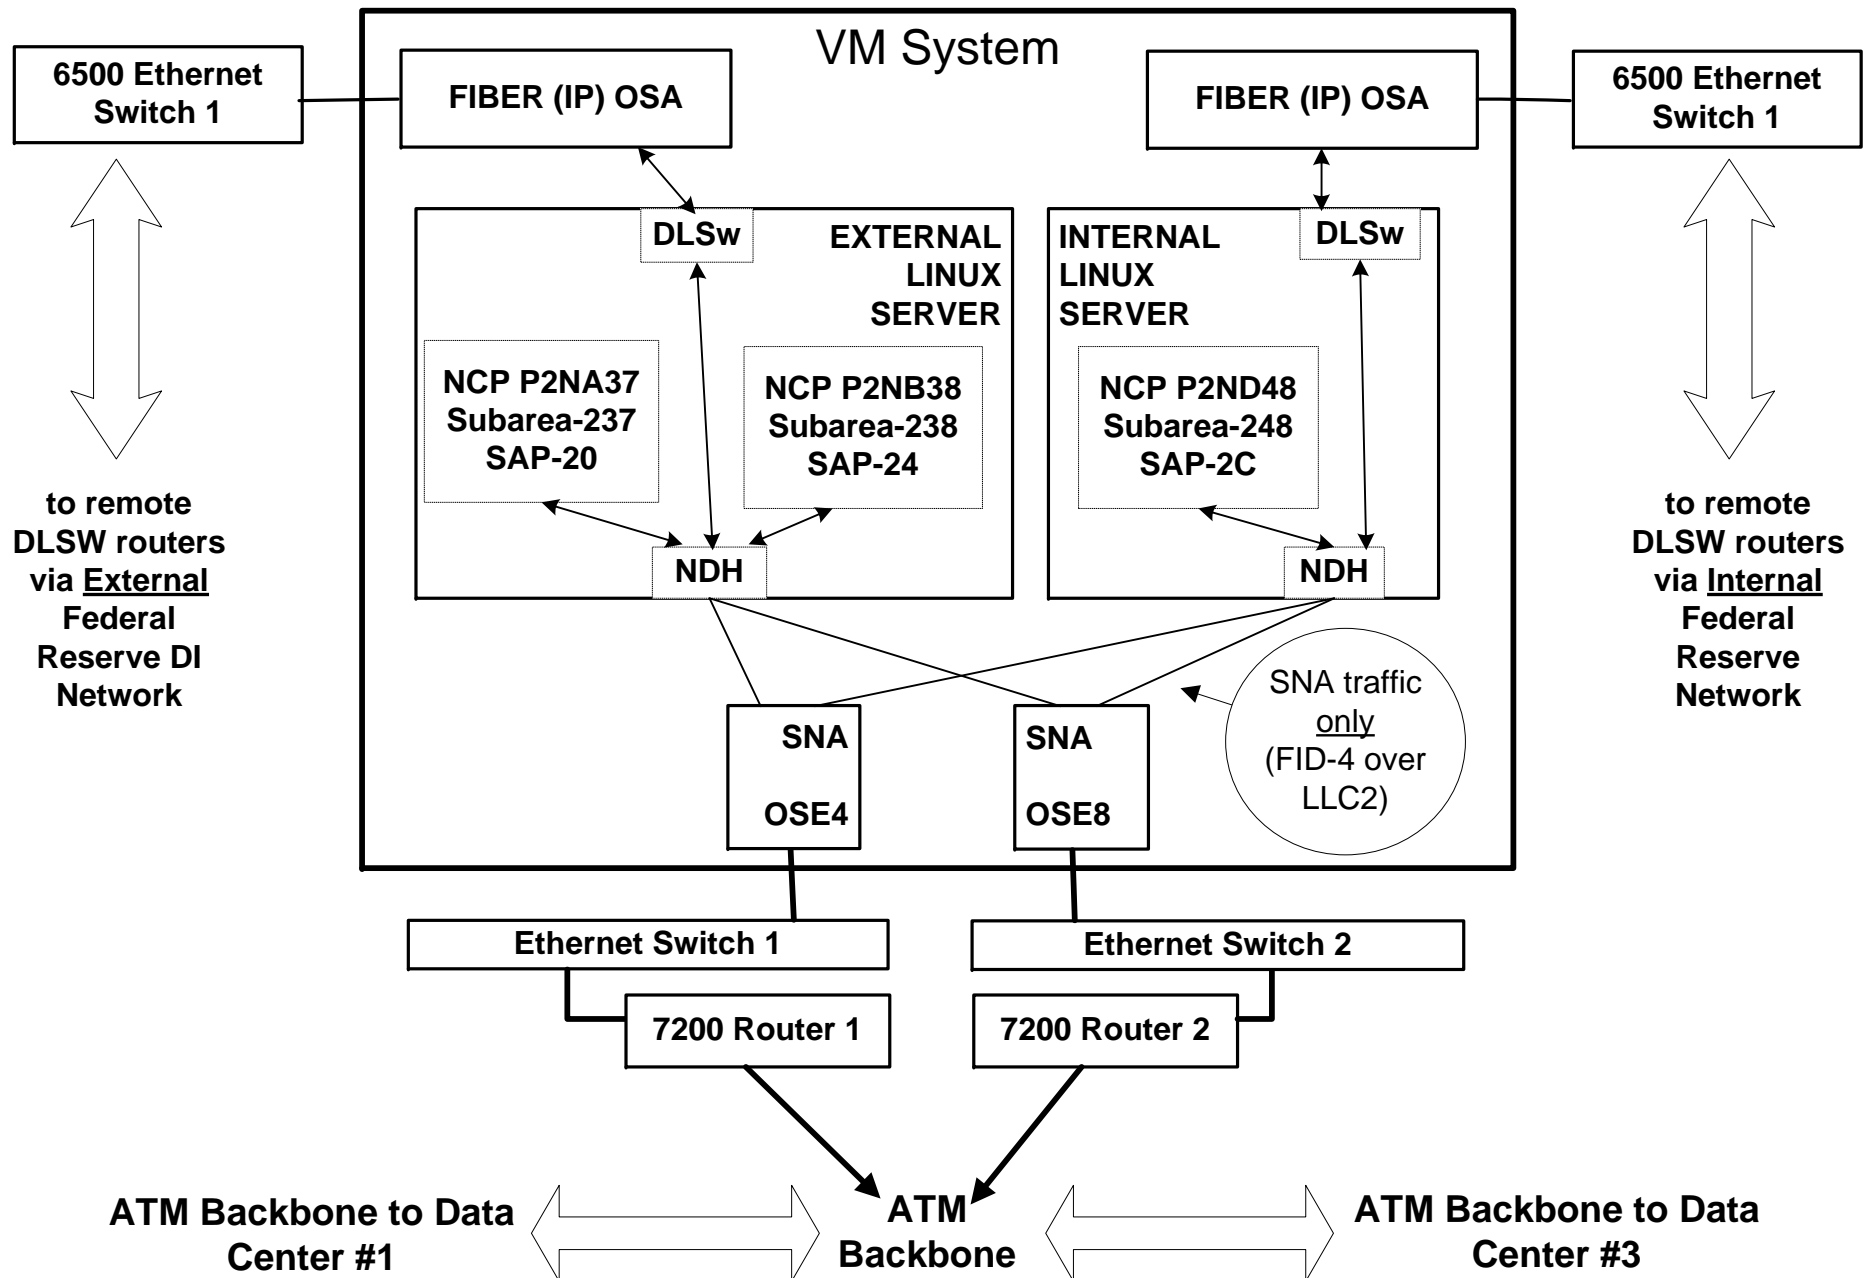 VM System
6500 Ethernet
Switch 1
FIBER (IP) OSA
FIBER (IP) OSA
6500 Ethernet
Switch 1
DLSw
EXTERNAL
LINUX
SERVER
INTERNAL
LINUX
SERVER
DLSw
NCP P2NA37
Subarea-237
SAP-20
NCP P2NB38
Subarea-238
SAP-24
NCP P2ND48
Subarea-248
SAP-2C
NDH
NDH
to remote
DLSW routers
via External
Federal
Reserve DI
Network
to remote
DLSW routers
via Internal
Federal
Reserve
Network
SNA traffic
only
(FID-4 over
LLC2)
SNA
OSE4
SNA
OSE8
Ethernet Switch 1
Ethernet Switch 2
7200 Router 1
7200 Router 2
ATM Backbone to Data
Center #1
ATM
Backbone
ATM Backbone to Data
Center #3